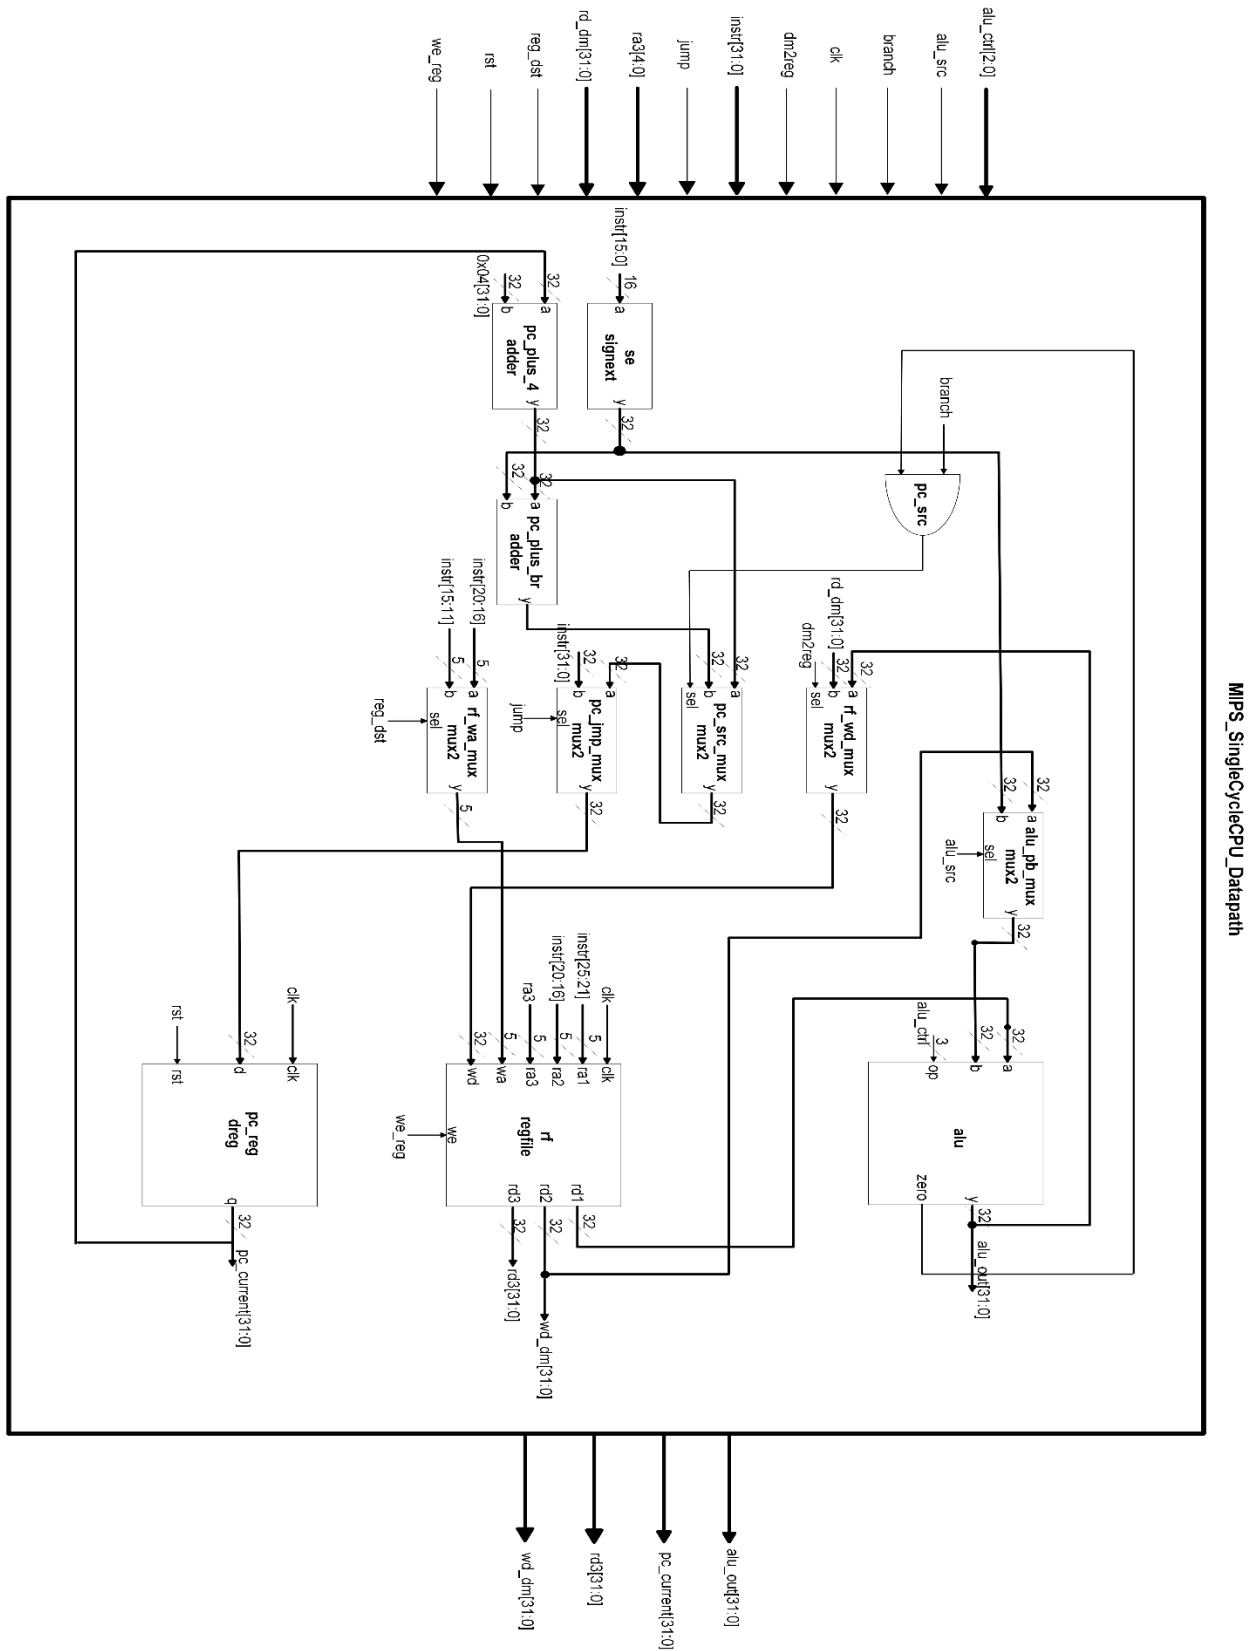 MIPS_SingleCycleCPU_Datapath
alu_ctrl[2:0]
alu_src
branch
clk
dm2reg
instr[31:0]
jump
ra3[4:0]
rd_dm[31:0]
reg_dst
rst
we_reg
instr[15:0]
16
a
se
signext
y
32
32
0x04[31:0]
32
a
b
pc_plus_4
adder
y
32
branch
pc_src
32
32
a
b
pc_plus_br
adder
y
32
32
a
b
alu_pb_mux
mux2
sel
alu_src
y
32
rd_dm[31:0]
dm2reg
32
32
a
b
sel
rf_wd_mux
mux2
y
32
32
32
a
b
sel
pc_src_mux
mux2
y
32
instr[31:0]
32
32
a
b
pc_jmp_mux
mux2
sel
jump
y
32
instr[20:16]
instr[15:11]
5
5
a
b
rf_wa_mux
mux2
sel
reg_dst
y
5
32
32
alu_ctrl
3
a
b
op
alu
y
zero
32
alu_out[31:0]
clk
instr[25:21]
instr[20:16]
ra3
5
5
5
5
32
clk
ra1
ra2
ra3
wa
wd
rf
regfile
we
we_reg
rd1
rd2
rd3
32
32
32
wd_dm[31:0]
rd3[31:0]
clk
rst
32
clk
d
rst
pc_reg
dreg
q
32
pc_current[31:0]
alu_out[31:0]
pc_current[31:0]
rd3[31:0]
wd_dm[31:0]